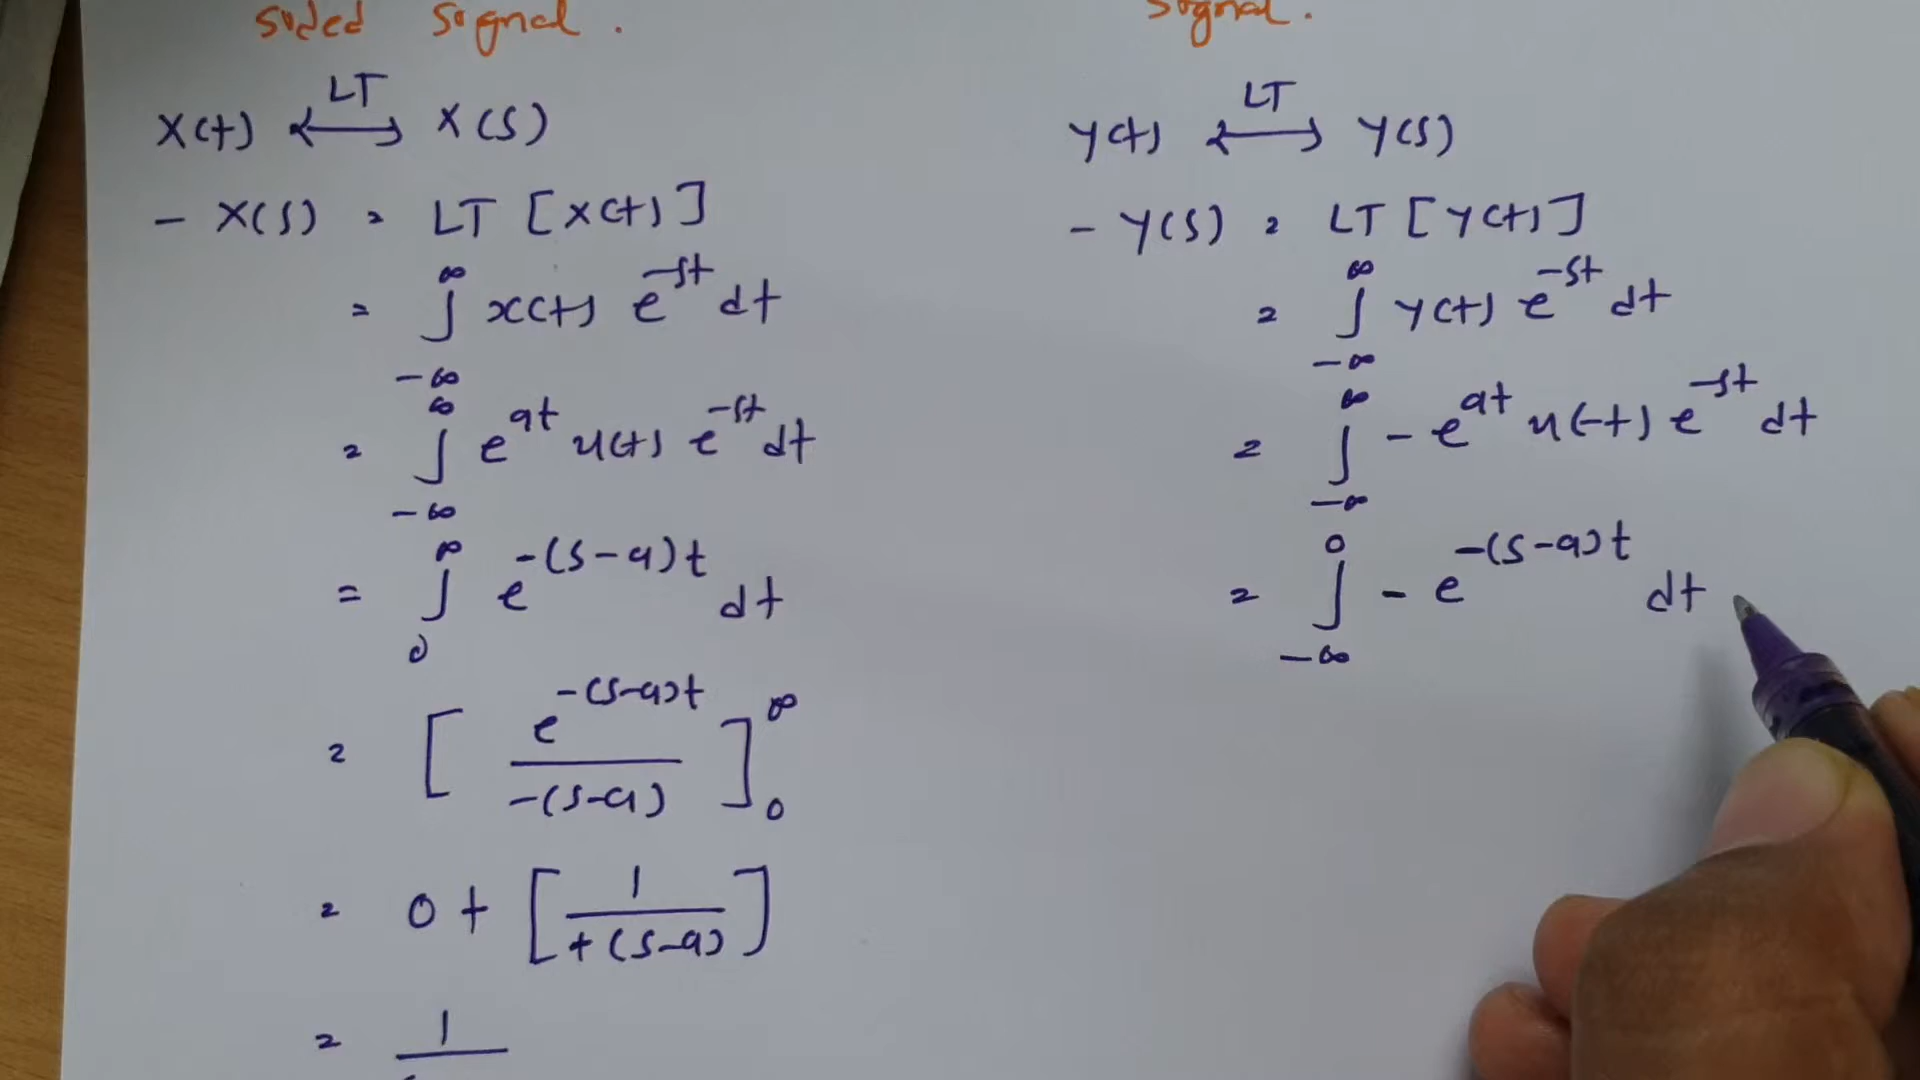 sided signal.
x(t) <-LT-> X(s)
- X(s) = LT [x(t)]
= ∫_{-∞}^{∞} x(t) e^{-st} dt
= ∫_{-∞}^{∞} e^{at} u(t) e^{-st} dt
= ∫_{0}^{∞} e^{-(s-a)t} dt
= [ e^{-(s-a)t} / -(s-a) ]_{0}^{∞}
= 0 + [ 1 / +(s-a) ]
= 1
signal.
y(t) <-LT-> Y(s)
- Y(s) = LT [y(t)]
= ∫_{-∞}^{∞} y(t) e^{-st} dt
= ∫_{-∞}^{∞} - e^{at} u(-t) e^{-st} dt
= ∫_{-∞}^{0} - e^{-(s-a)t} dt